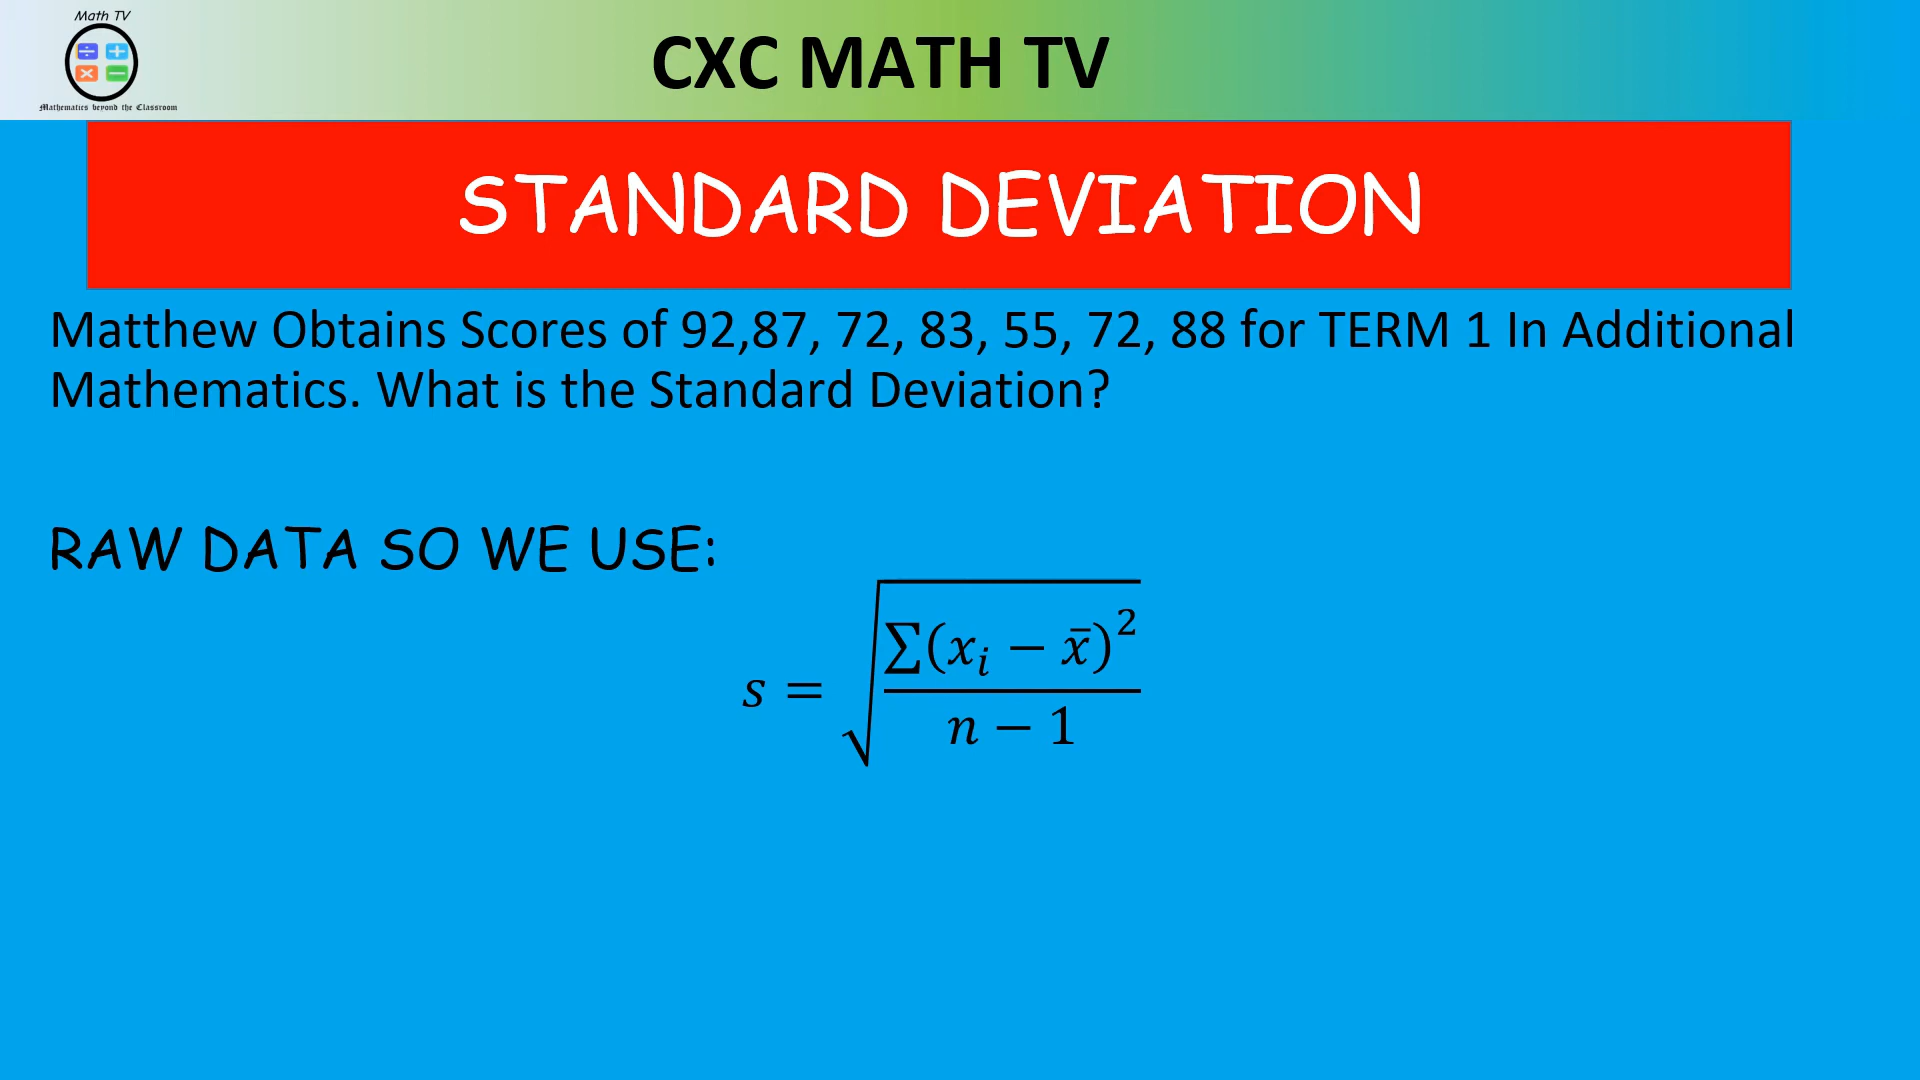 Math TV
÷ +
× −
Mathematics beyond the Classroom
CXC MATH TV
STANDARD DEVIATION
Matthew Obtains Scores of 92,87, 72, 83, 55, 72, 88 for TERM 1 In Additional
Mathematics. What is the Standard Deviation?
RAW DATA SO WE USE:
s = √(∑(xᵢ − x̄)² / (n − 1))